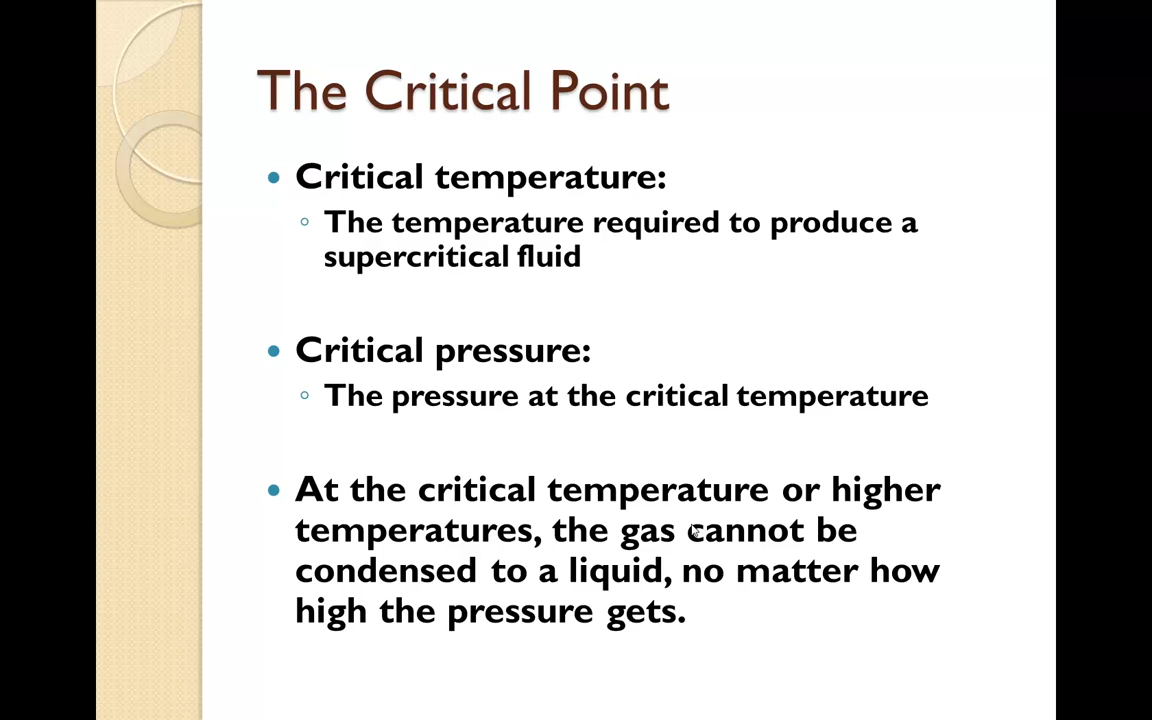 The Critical Point
• Critical temperature:
◦ The temperature required to produce a
supercritical fluid
• Critical pressure:
◦ The pressure at the critical temperature
• At the critical temperature or higher
temperatures, the gas cannot be
condensed to a liquid, no matter how
high the pressure gets.